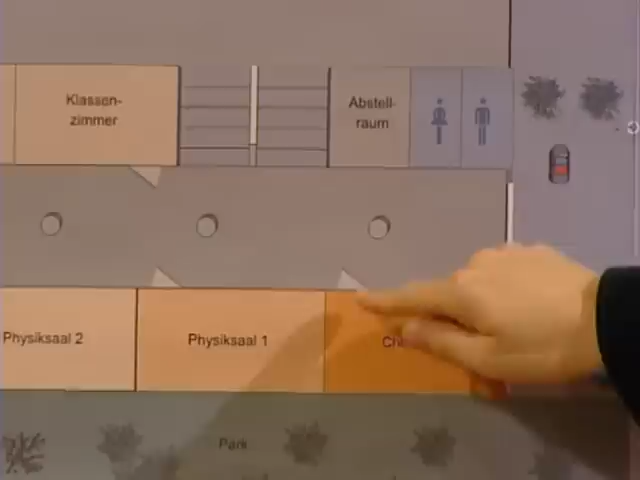 Klassen-
zimmer
Abstell-
raum
Physiksaal 2
Physiksaal 1
Park